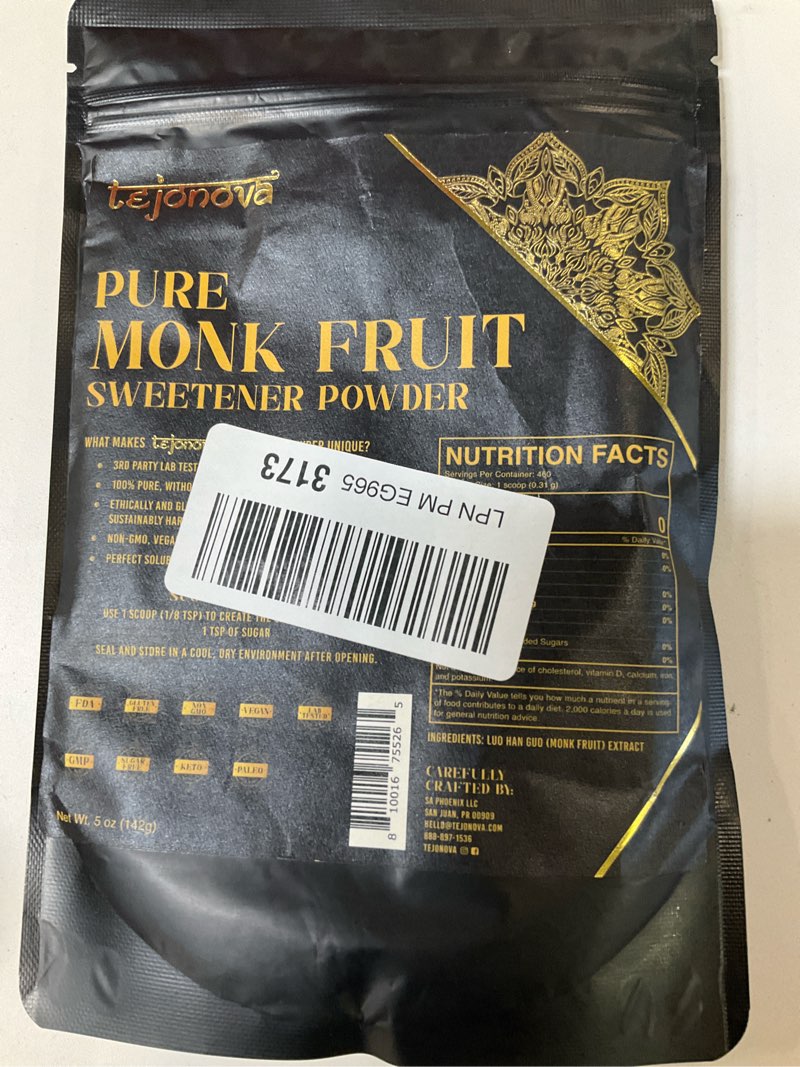 tejonova
PURE
MONK FRUIT
SWEETENER POWDER
WHAT MAKES tejono UNIQUE?
3RD PARTY LAB TEST
100% PURE, WITHO
ETHICALLY AND GL
SUSTAINABLY HAR
NON-GMO, VEGA
PERFECT SOLUB
USE 1 SCOOP (1/8 TSP) TO CREATE THE
1 TSP OF SUGAR
SEAL AND STORE IN A COOL, DRY ENVIRONMENT AFTER OPENING.
FDA
GLUTEN FREE
NON GMO
VEGAN
LAB TESTED
GMP
SUGAR FREE
KETO
PALEO
Net Wt. 5 oz (142g)
LPN PM EG965 3173
8 10016 75526 5
NUTRITION FACTS
Servings Per Container: 460
1 scoop (0.31 g)
0
% Daily Value*
0%
0%
0%
0%
0%
ded Sugars
0%
0%
ce of cholesterol, vitamin D, calcium, iron,
and potassium
*The % Daily Value tells you how much a nutrient in a serving
of food contributes to a daily diet. 2,000 calories a day is used
for general nutrition advice.
INGREDIENTS: LUO HAN GUO (MONK FRUIT) EXTRACT
CAREFULLY
CRAFTED BY:
SA PHOENIX LLC
SAN JUAN, PR 00909
HELLO@TEJONOVA.COM
888-897-1536
TEJONOVA